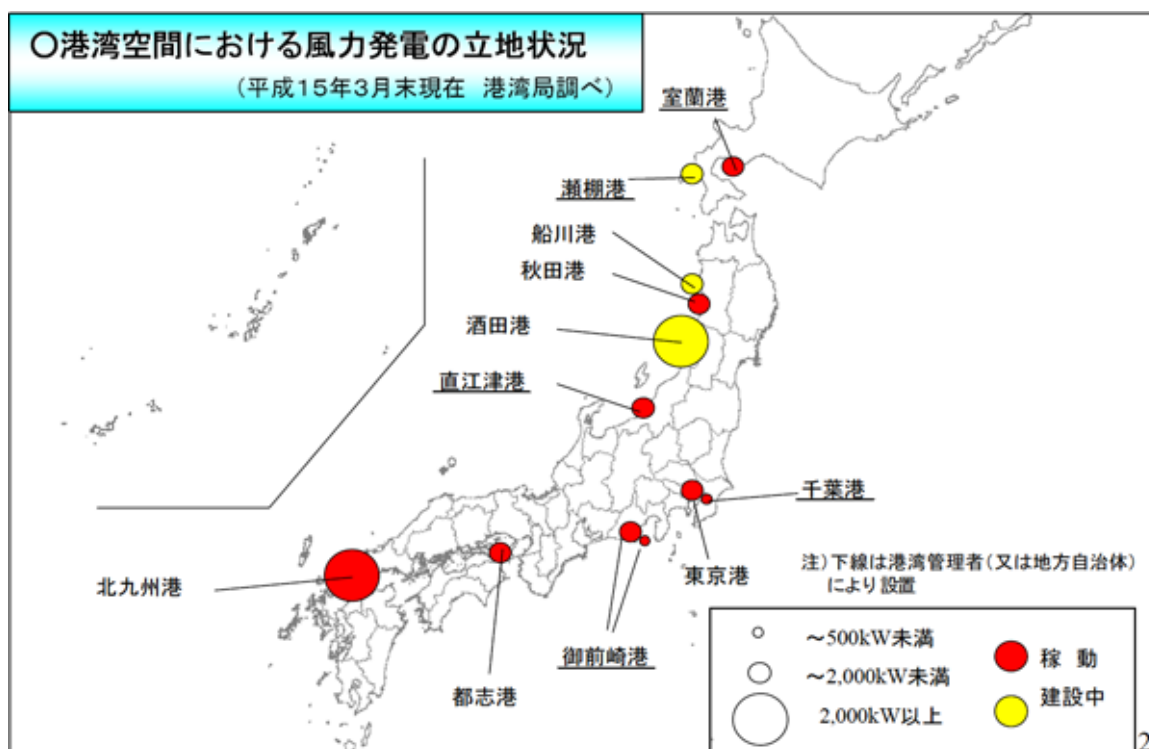 〇港湾空間における風力発電の立地状況
(平成15年3月末現在 港湾局調べ)
室蘭港
瀬棚港
船川港
秋田港
酒田港
直江津港
千葉港
東京港
北九州港
御前崎港
都志港
注)下線は港湾管理者(又は地方自治体)
により設置
~500kW未満
~2,000kW未満
2,000kW以上
稼 動
建設中
2